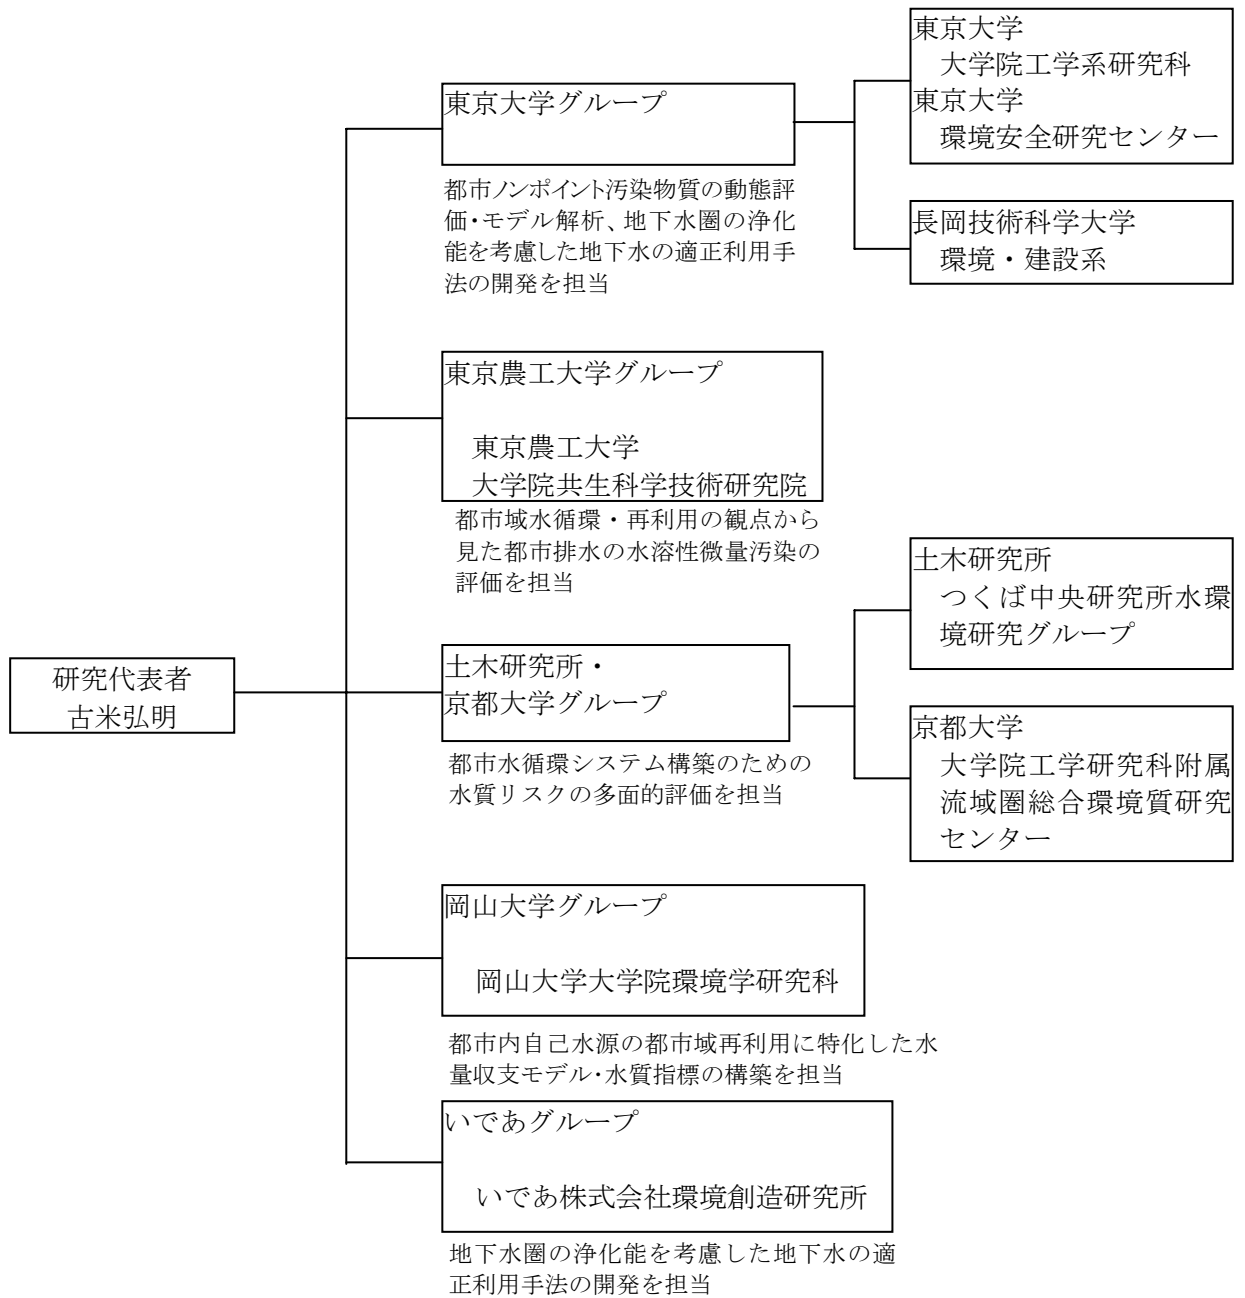 研究代表者
古米弘明
東京大学グループ
都市ノンポイント汚染物質の動態評
価・モデル解析、地下水圏の浄化
能を考慮した地下水の適正利用手
法の開発を担当
東京大学
大学院工学系研究科
東京大学
環境安全研究センター
長岡技術科学大学
環境・建設系
東京農工大学グループ
東京農工大学
大学院共生科学技術研究院
都市域水循環・再利用の観点から
見た都市排水の水溶性微量汚染の
評価を担当
土木研究所・
京都大学グループ
都市水循環システム構築のための
水質リスクの多面的評価を担当
土木研究所
つくば中央研究所水環
境研究グループ
京都大学
大学院工学研究科附属
流域圏総合環境質研究
センター
岡山大学グループ
岡山大学大学院環境学研究科
都市内自己水源の都市域再利用に特化した水
量収支モデル・水質指標の構築を担当
いであグループ
いであ株式会社環境創造研究所
地下水圏の浄化能を考慮した地下水の適
正利用手法の開発を担当